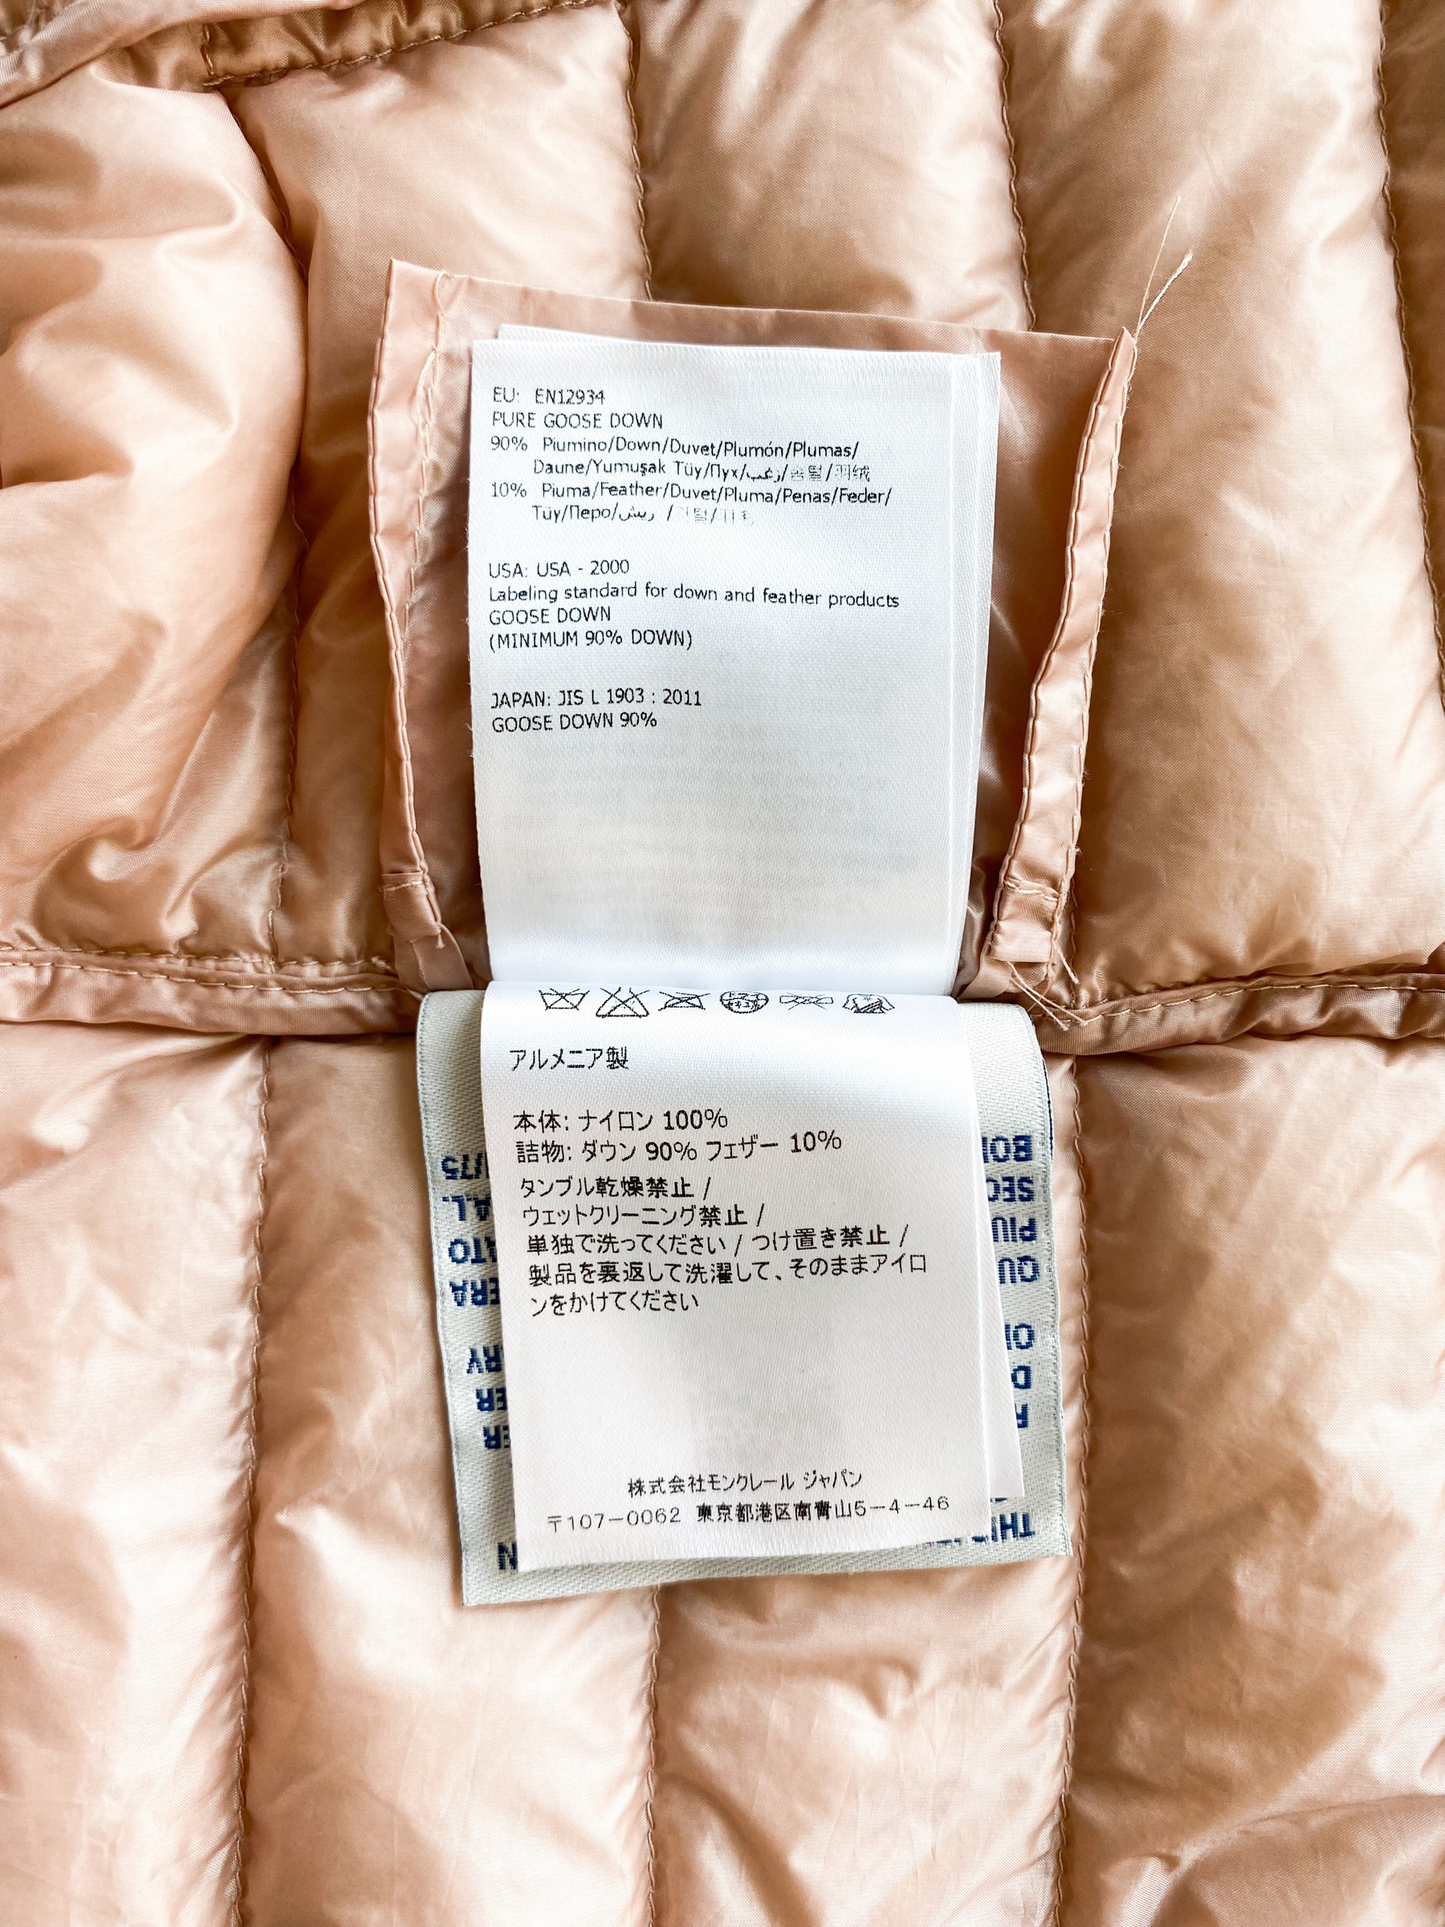 EU: EN12934
PURE GOOSE DOWN
90% Piumino/Down/Duvet/Plumón/Plumas/
Daune/Yumuşak Tüy/Пух/زغب/솜털/羽绒
10% Piuma/Feather/Duvet/Pluma/Penas/Feder/
Tüy/Перо/ريش /
USA: USA - 2000
Labeling standard for down and feather products
GOOSE DOWN
(MINIMUM 90% DOWN)
JAPAN: JIS L 1903 : 2011
GOOSE DOWN 90%
アルメニア製
本体: ナイロン 100%
詰物: ダウン 90% フェザー 10%
タンブル乾燥禁止 /
ウェットクリーニング禁止 /
単独で洗ってください / つけ置き禁止 /
製品を裏返して洗濯して、そのままアイロ
ンをかけてください
株式会社モンクレール ジャパン
〒107-0062 東京都港区南青山5-4-46